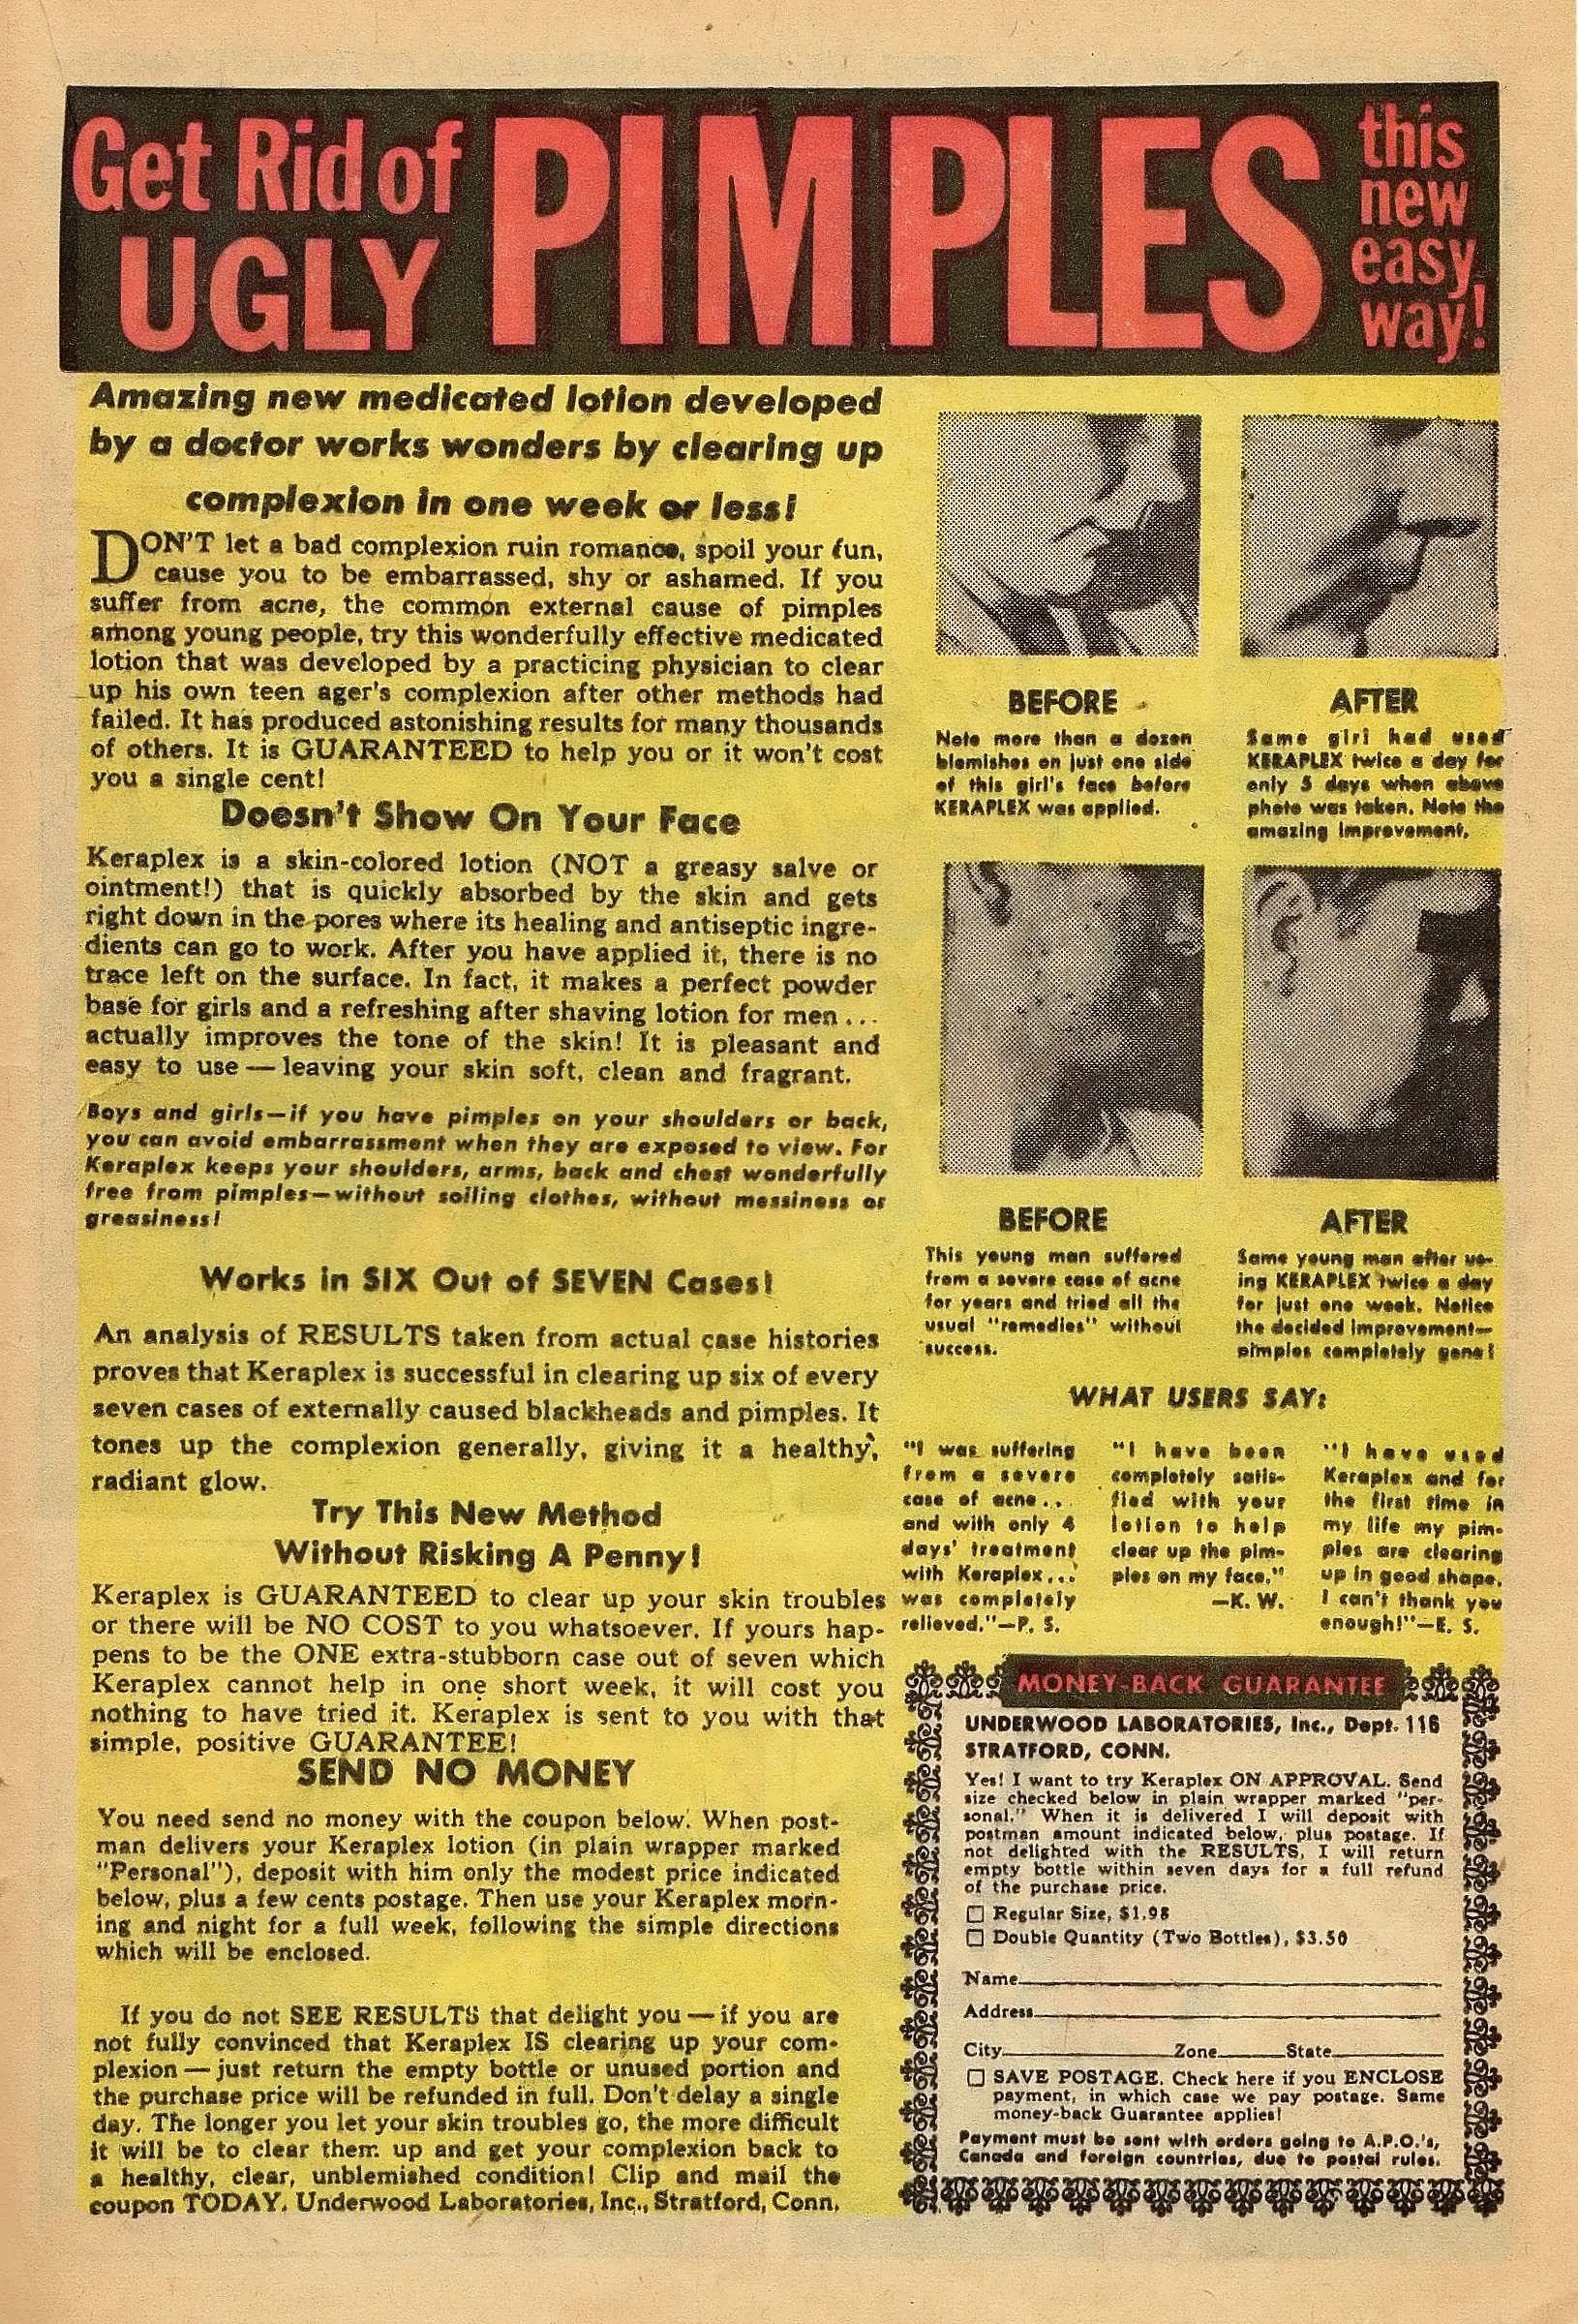 Get Rid of
UGLY
PIMPLES
this
new
easy
way!
Amazing new medicated lotion developed
by a doctor works wonders by clearing up
complexion in one week or less!
DON'T let a bad complexion ruin romance, spoil your fun,
cause you to be embarrassed, shy or ashamed. If you
suffer from acne, the common external cause of pimples
among young people, try this wonderfully effective medicated
lotion that was developed by a practicing physician to clear
up his own teen ager's complexion after other methods had
failed. It has produced astonishing results for many thousands
of others. It is GUARANTEED to help you or it won't cost
you a single cent!
Doesn't Show On Your Face
Keraplex is a skin-colored lotion (NOT a greasy salve or
ointment!) that is quickly absorbed by the skin and gets
right down in the pores where its healing and antiseptic ingre-
dients can go to work. After you have applied it, there is no
trace left on the surface. In fact, it makes a perfect powder
base for girls and a refreshing after shaving lotion for men ...
actually improves the tone of the skin! It is pleasant and
easy to use — leaving your skin soft, clean and fragrant.
Boys and girls—if you have pimples on your shoulders or back,
you can avoid embarrassment when they are exposed to view. For
Keraplex keeps your shoulders, arms, back and chest wonderfully
free from pimples—without soiling clothes, without messiness or
greasiness!
Works in SIX Out of SEVEN Cases!
An analysis of RESULTS taken from actual case histories
proves that Keraplex is successful in clearing up six of every
seven cases of externally caused blackheads and pimples. It
tones up the complexion generally, giving it a healthy,
radiant glow.
Try This New Method
Without Risking A Penny!
Keraplex is GUARANTEED to clear up your skin troubles
or there will be NO COST to you whatsoever. If yours hap-
pens to be the ONE extra-stubborn case out of seven which
Keraplex cannot help in one short week, it will cost you
nothing to have tried it. Keraplex is sent to you with that
simple, positive GUARANTEE!
SEND NO MONEY
You need send no money with the coupon below. When post-
man delivers your Keraplex lotion (in plain wrapper marked
"Personal"), deposit with him only the modest price indicated
below, plus a few cents postage. Then use your Keraplex morn-
ing and night for a full week, following the simple directions
which will be enclosed.
If you do not SEE RESULTS that delight you — if you are
not fully convinced that Keraplex IS clearing up your com-
plexion — just return the empty bottle or unused portion and
the purchase price will be refunded in full. Don't delay a single
day. The longer you let your skin troubles go, the more difficult
it will be to clear them up and get your complexion back to
a healthy, clear, unblemished condition! Clip and mail the
coupon TODAY. Underwood Laboratories, Inc., Stratford, Conn.
BEFORE
Note more than a dozen
blemishes on just one side
of this girl's face before
KERAPLEX was applied.
AFTER
Same girl had used
KERAPLEX twice a day for
only 5 days when above
photo was taken. Note the
amazing improvement.
BEFORE
This young man suffered
from a severe case of acne
for years and tried all the
usual "remedies" without
success.
AFTER
Same young man after us-
ing KERAPLEX twice a day
for just one week. Notice
the decided improvement—
pimples completely gone!
WHAT USERS SAY:
"I was suffering
from a severe
case of acne...
and with only 4
days' treatment
with Keraplex...
was completely
relieved."—P. S.
"I have been
completely satis-
fied with your
lotion to help
clear up the pim-
ples on my face."
—K. W.
"I have used
Keraplex and for
the first time in
my life my pim-
ples are clearing
up in good shape.
I can't thank you
enough!"—E. S.
MONEY-BACK GUARANTEE
UNDERWOOD LABORATORIES, Inc., Dept. 116
STRATFORD, CONN.
Yes! I want to try Keraplex ON APPROVAL. Send
size checked below in plain wrapper marked "per-
sonal." When it is delivered I will deposit with
postman amount indicated below, plus postage. If
not delighted with the RESULTS, I will return
empty bottle within seven days for a full refund
of the purchase price.
Regular Size, $1.98
Double Quantity (Two Bottles), $3.50
Name
Address
City Zone State
SAVE POSTAGE. Check here if you ENCLOSE
payment, in which case we pay postage. Same
money-back Guarantee applies!
Payment must be sent with orders going to A.P.O.'s,
Canada and foreign countries, due to postal rules.